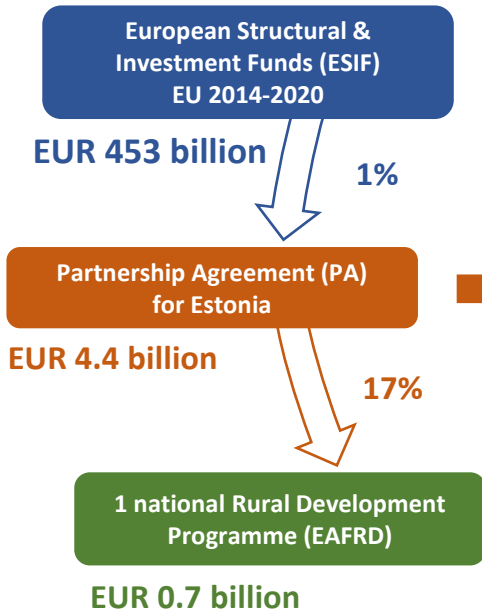 European Structural &
Investment Funds (ESIF)
EU 2014-2020
EUR 453 billion
1%
Partnership Agreement (PA)
for Estonia
EUR 4.4 billion
17%
1 national Rural Development
Programme (EAFRD)
EUR 0.7 billion